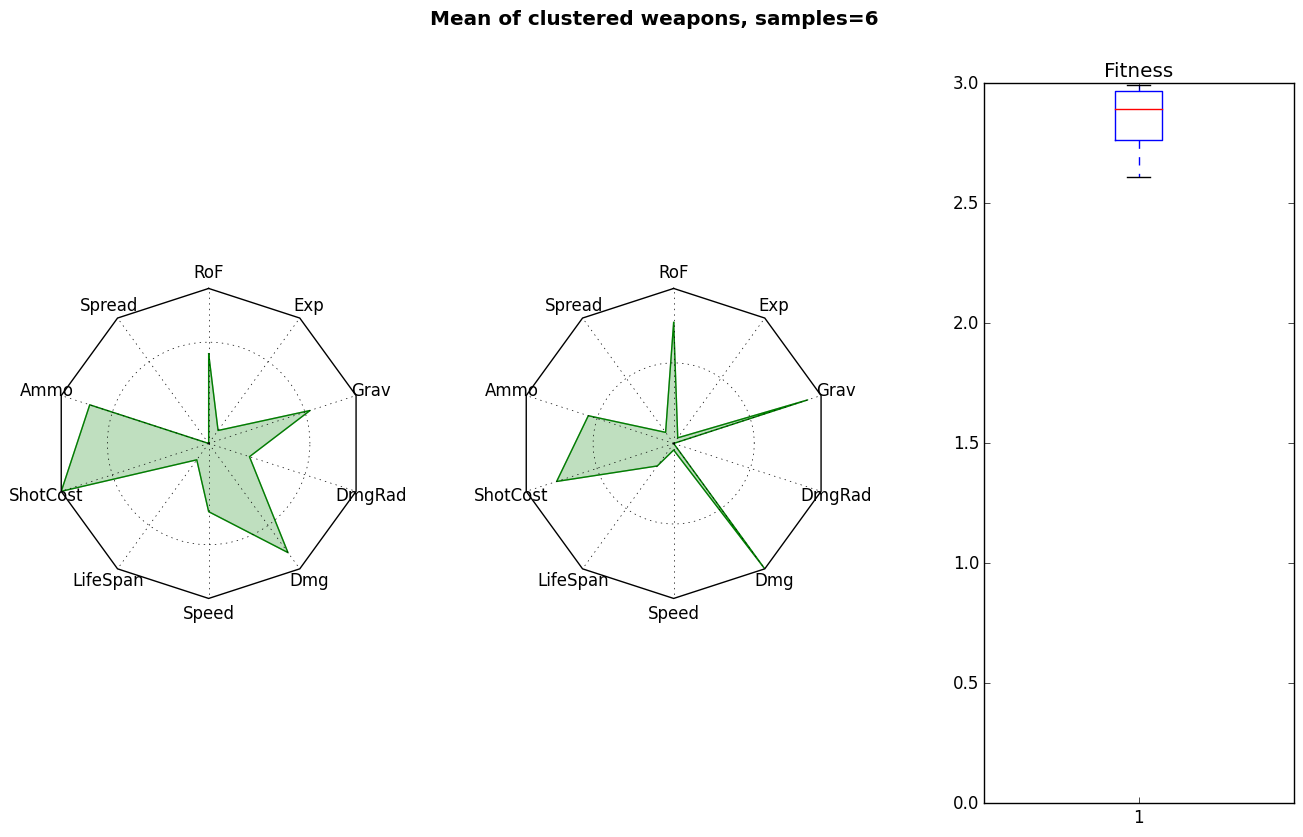 Mean of clustered weapons, samples=6
RoF
Exp
Spread
Grav
Ammo
DmgRad
ShotCost
Dmg
LifeSpan
Speed
RoF
Exp
Spread
Grav
Ammo
DmgRad
ShotCost
Dmg
LifeSpan
Speed
Fitness
3.0
2.5
2.0
1.5
1.0
0.5
0.0
1